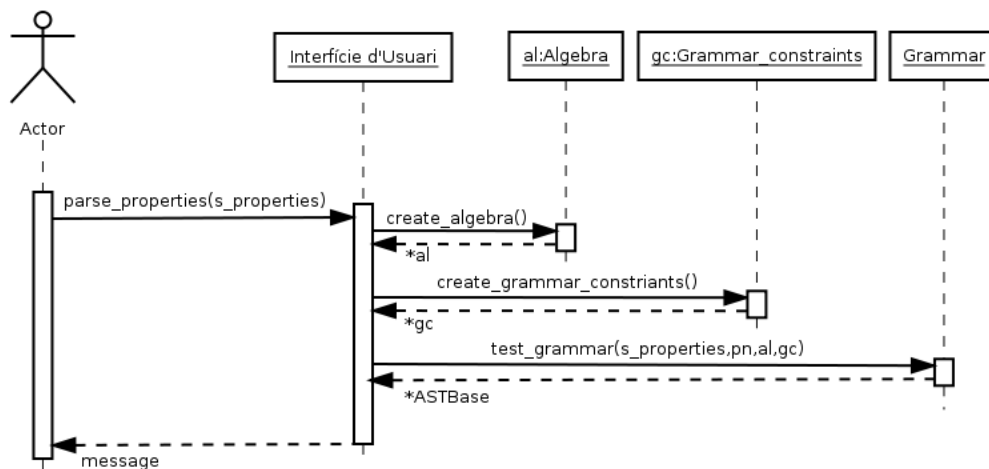 Interfície d'Usuari
al:Algebra
gc:Grammar_constraints
Grammar
Actor
parse_properties(s_properties)
create_algebra()
*al
create_grammar_constriants()
*gc
test_grammar(s_properties,pn,al,gc)
*ASTBase
message